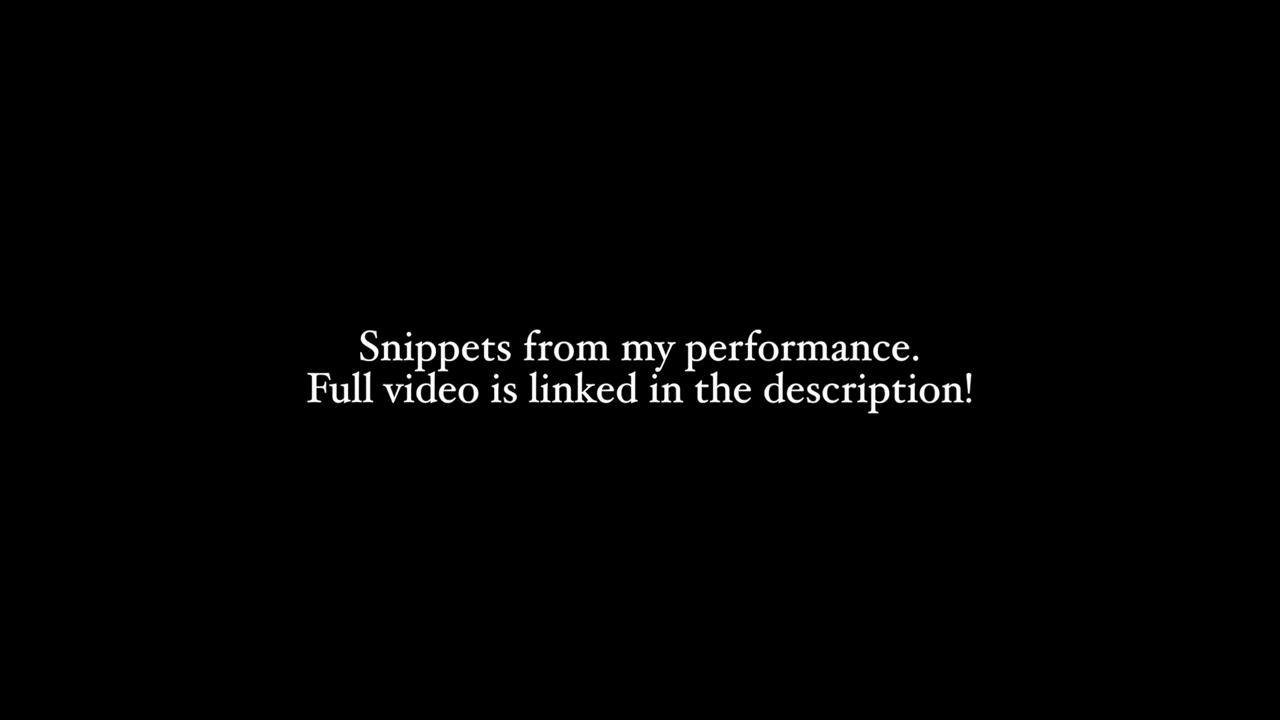 Snippets from my performance.
Full video is linked in the description!